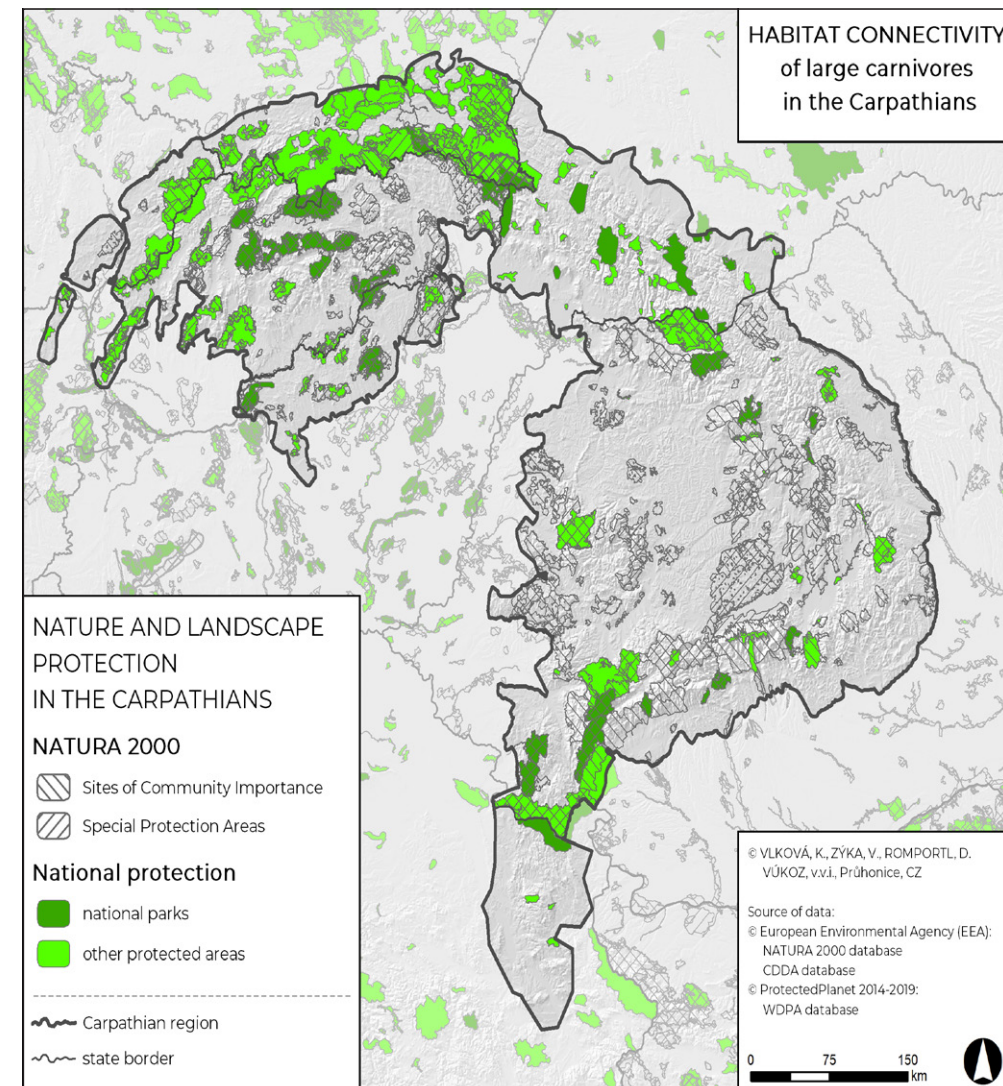 HABITAT CONNECTIVITY
of large carnivores
in the Carpathians
NATURE AND LANDSCAPE
PROTECTION
IN THE CARPATHIANS
NATURA 2000
Sites of Community Importance
Special Protection Areas
National protection
national parks
other protected areas
Carpathian region
state border
© VLKOVÁ, K., ZÝKA, V., ROMPORTL, D.
VÚKOZ, v.v.i., Průhonice, CZ
Source of data:
© European Environmental Agency (EEA):
NATURA 2000 database
CDDA database
© ProtectedPlanet 2014-2019:
WDPA database
0 75 150
km